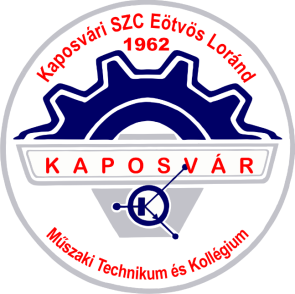 Kaposvári SZC Eötvös Loránd
1962
KAPOSVÁR
Műszaki Technikum és Kollégium